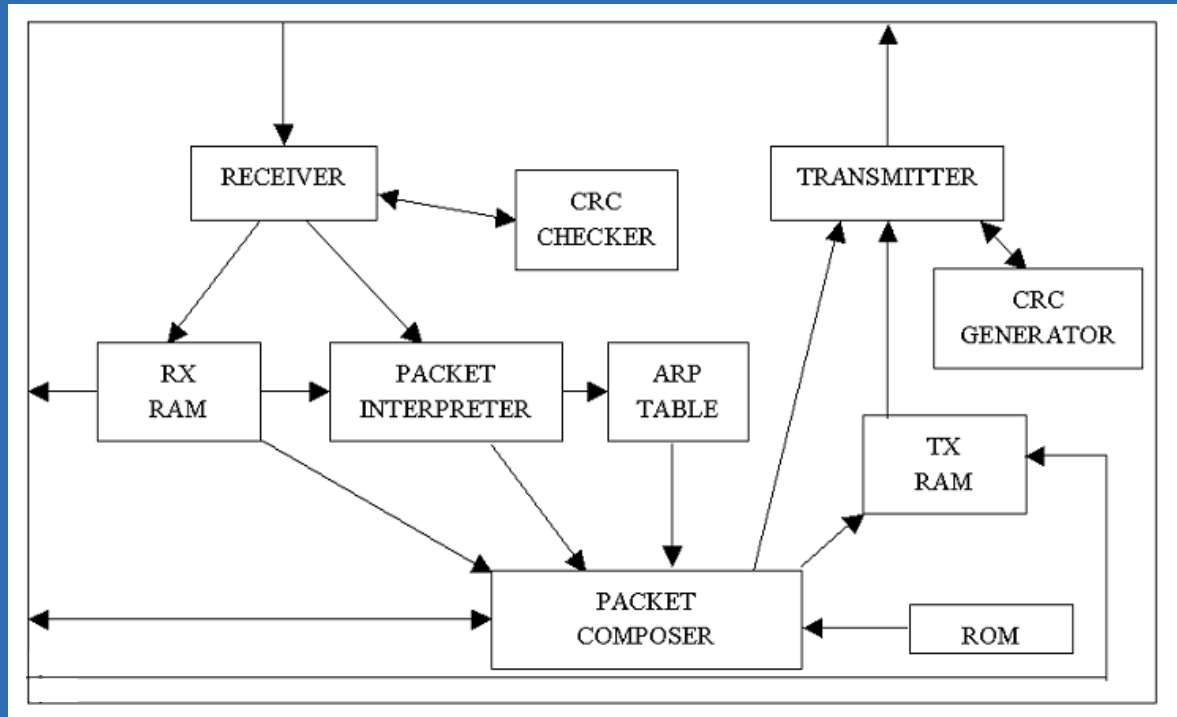 RECEIVER
CRC
CHECKER
TRANSMITTER
CRC
GENERATOR
RX
RAM
PACKET
INTERPRETER
ARP
TABLE
TX
RAM
PACKET
COMPOSER
ROM